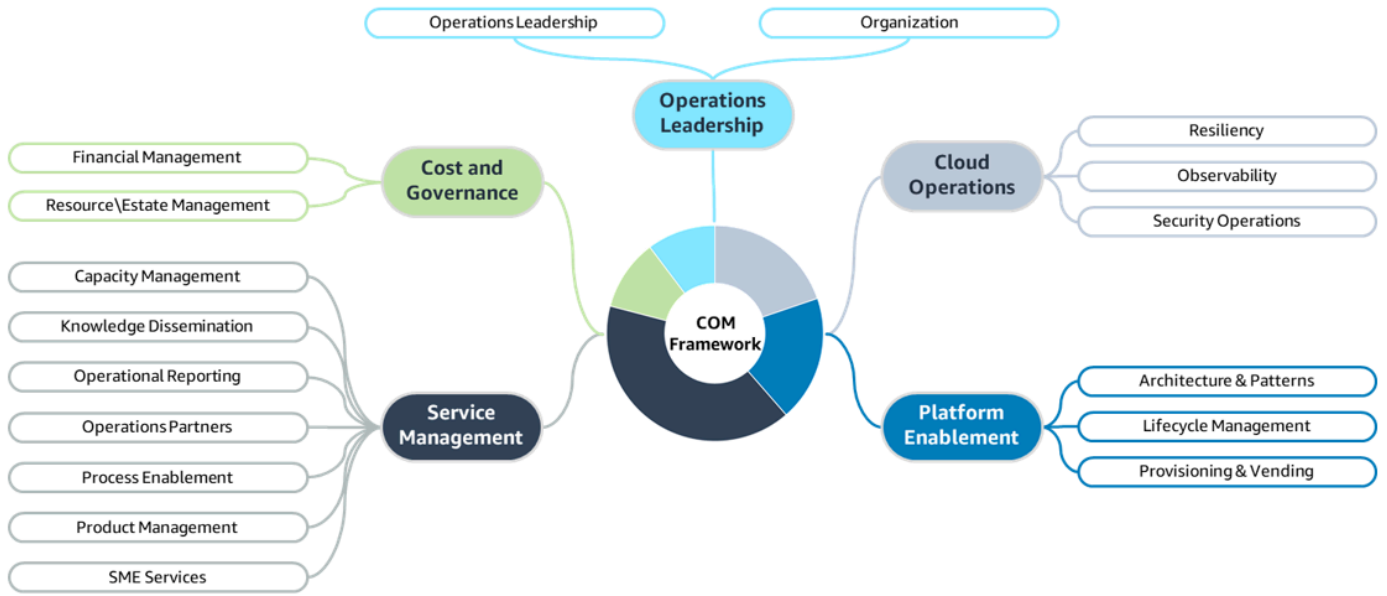 Operations Leadership
Organization
Operations
Leadership
Financial Management
Resource\Estate Management
Cost and
Governance
Cloud
Operations
Resiliency
Observability
Security Operations
COM
Framework
Capacity Management
Knowledge Dissemination
Operational Reporting
Operations Partners
Process Enablement
Product Management
SME Services
Service
Management
Platform
Enablement
Architecture & Patterns
Lifecycle Management
Provisioning & Vending